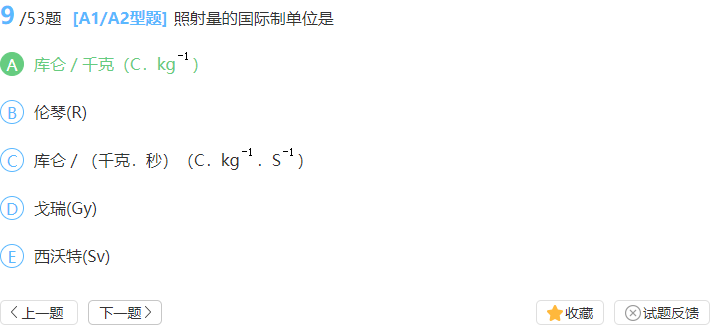 9 /53题 [A1/A2型题] 照射量的国际制单位是
A 库仑 / 千克（C．kg⁻¹）
B 伦琴(R)
C 库仑 / （千克．秒）（C．kg⁻¹．S⁻¹）
D 戈瑞(Gy)
E 西沃特(Sv)
上一题 下一题 收藏 试题反馈